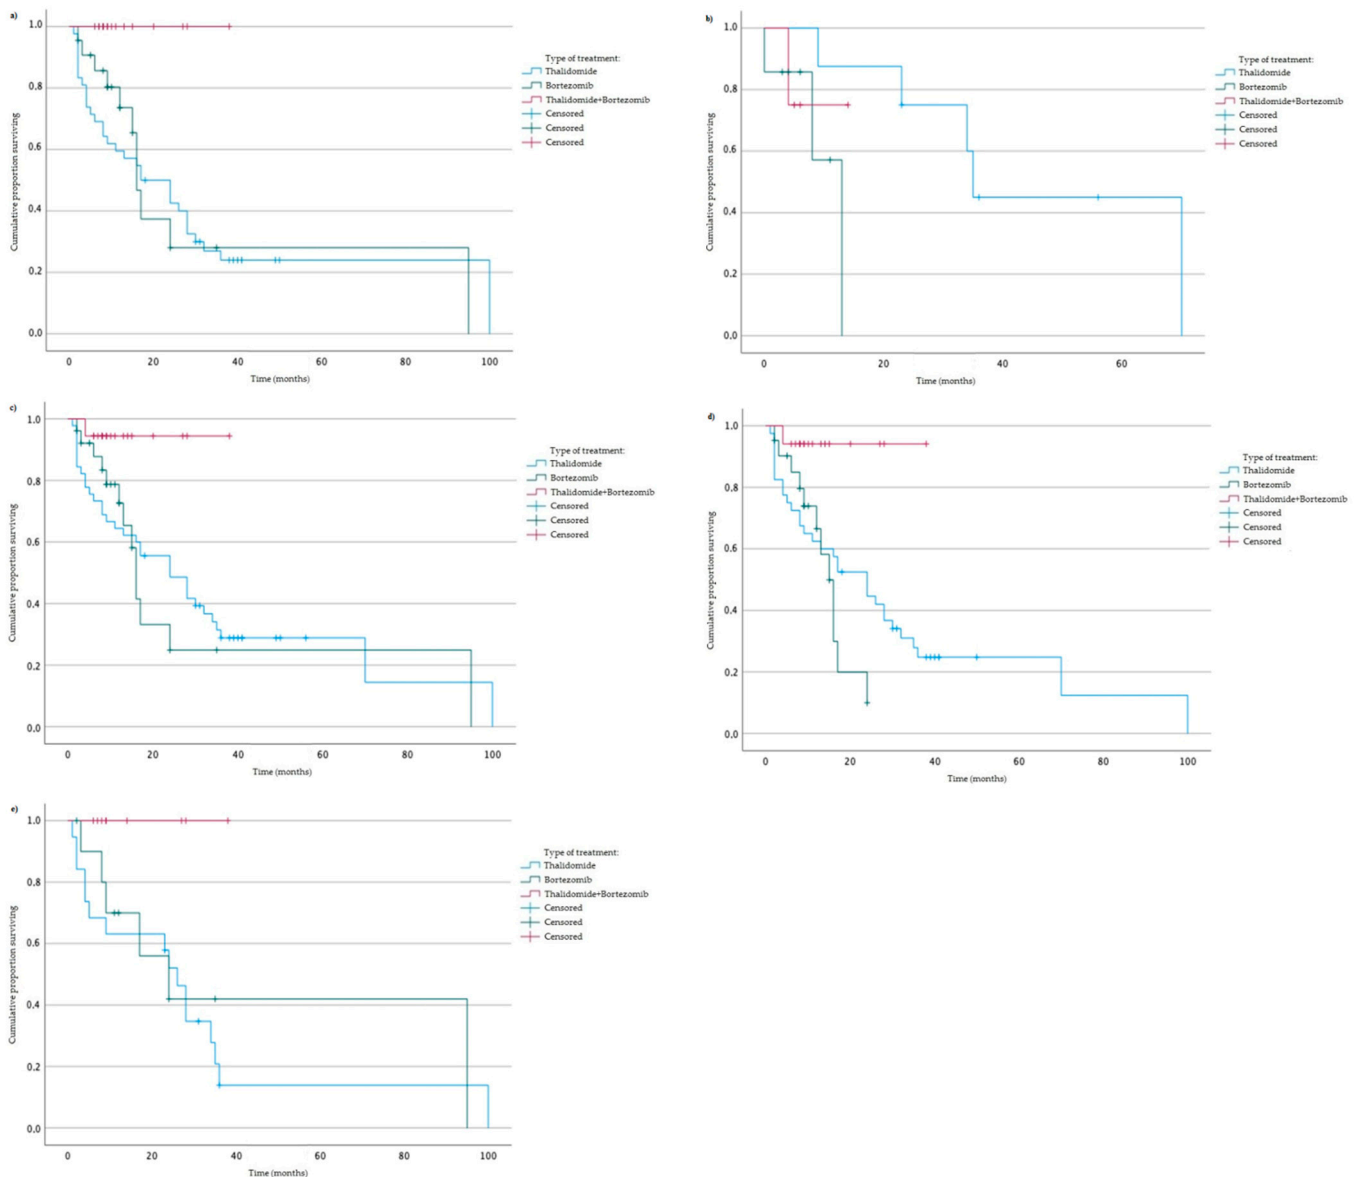 a)
1.0
0.8
0.6
0.4
0.2
0.0
Cumulative proportion surviving
0 20 40 60 80 100
Time (months)
Type of treatment:
Thalidomide
Bortezomib
Thalidomide+Bortezomib
Censored
Censored
Censored
b)
1.0
0.8
0.6
0.4
0.2
0.0
Cumulative proportion surviving
0 20 40 60
Time (months)
Type of treatment:
Thalidomide
Bortezomib
Thalidomide+Bortezomib
Censored
Censored
Censored
c)
1.0
0.8
0.6
0.4
0.2
0.0
Cumulative proportion surviving
0 20 40 60 80 100
Time (months)
Type of treatment:
Thalidomide
Bortezomib
Thalidomide+Bortezomib
Censored
Censored
Censored
d)
1.0
0.8
0.6
0.4
0.2
0.0
Cumulative proportion surviving
0 20 40 60 80 100
Time (months)
Type of treatment:
Thalidomide
Bortezomib
Thalidomide+Bortezomib
Censored
Censored
Censored
e)
1.0
0.8
0.6
0.4
0.2
0.0
Cumulative proportion surviving
0 20 40 60 80 100
Time (months)
Type of treatment:
Thalidomide
Bortezomib
Thalidomide+Bortezomib
Censored
Censored
Censored